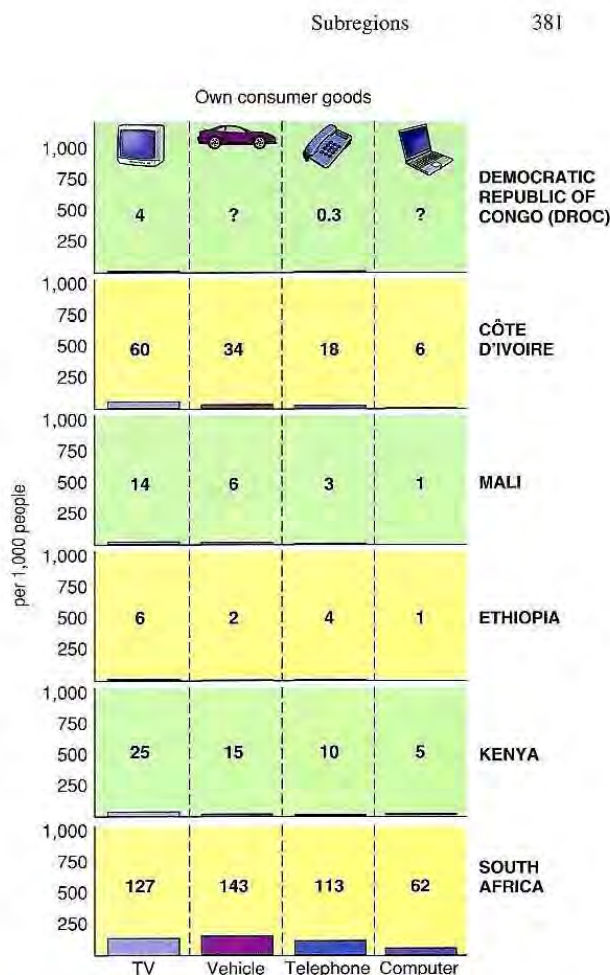 Subregions 381
Own consumer goods
1,000
750
500
250
4 ? 0.3 ?
DEMOCRATIC
REPUBLIC OF
CONGO (DROC)
1,000
750
500
250
60 34 18 6
CÔTE
D'IVOIRE
1,000
750
500
250
14 6 3 1
MALI
per 1,000 people
1,000
750
500
250
6 2 4 1
ETHIOPIA
1,000
750
500
250
25 15 10 5
KENYA
1,000
750
500
250
127 143 113 62
SOUTH
AFRICA
TV Vehicle Telephone Computer